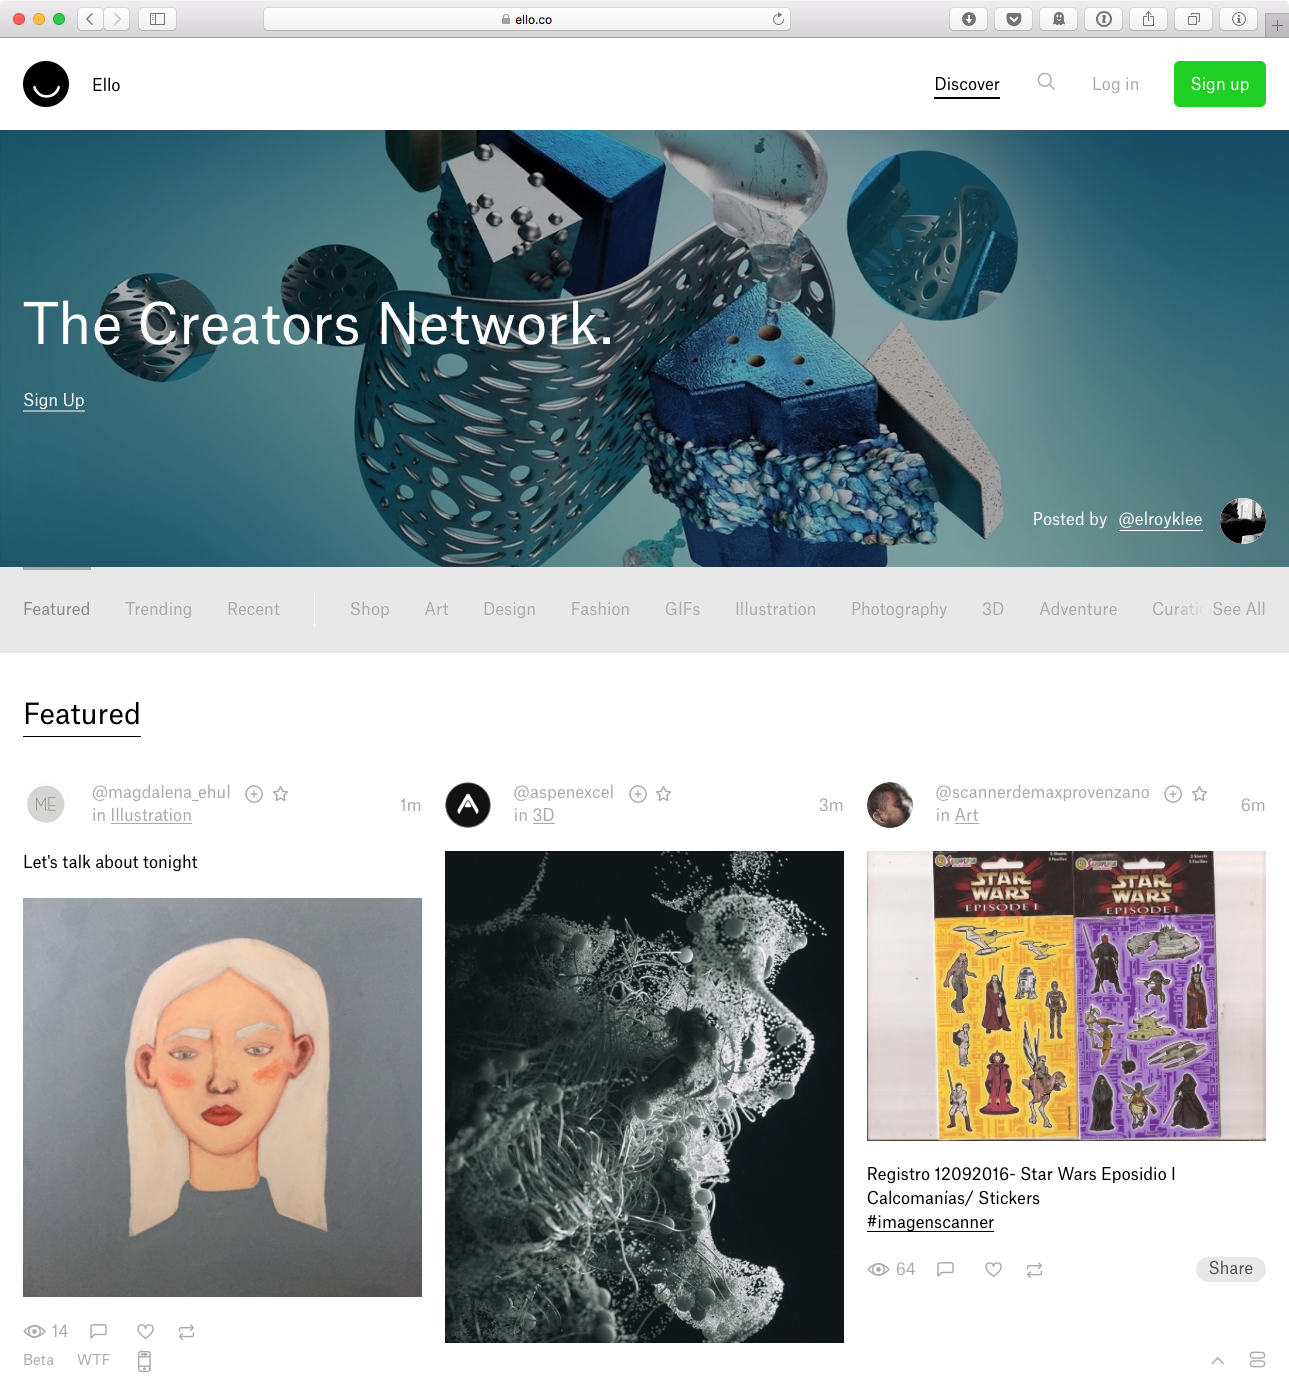 ello.co
Ello
Discover
Log in
Sign up
The Creators Network.
Sign Up
Posted by @elroyklee
Featured Trending Recent Shop Art Design Fashion GIFs Illustration Photography 3D Adventure See All
Featured
ME
@magdalena_ehul
in Illustration
1m
Let's talk about tonight
14
@aspenexcel
in 3D
3m
@scannerdemaxprovenzano
in Art
6m
STAR WARS
EPISODE I
STAR WARS
EPISODE I
Registro 12092016- Star Wars Eposidio I
Calcomanías/ Stickers
#imagenscanner
64
Share
Beta WTF